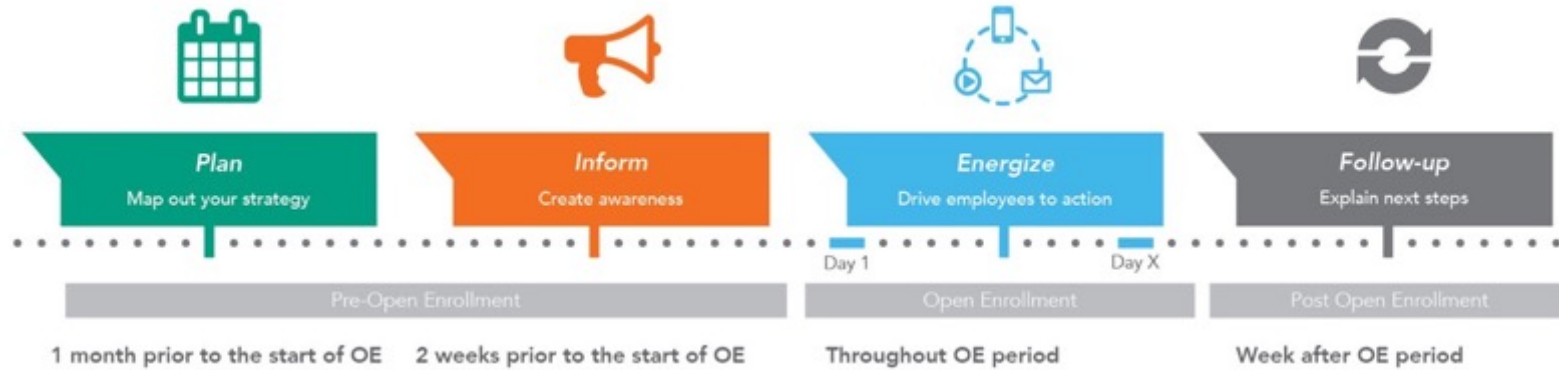 Plan
Map out your strategy
Inform
Create awareness
Energize
Drive employees to action
Follow-up
Explain next steps
Day 1
Day X
Pre-Open Enrollment
Open Enrollment
Post Open Enrollment
1 month prior to the start of OE
2 weeks prior to the start of OE
Throughout OE period
Week after OE period